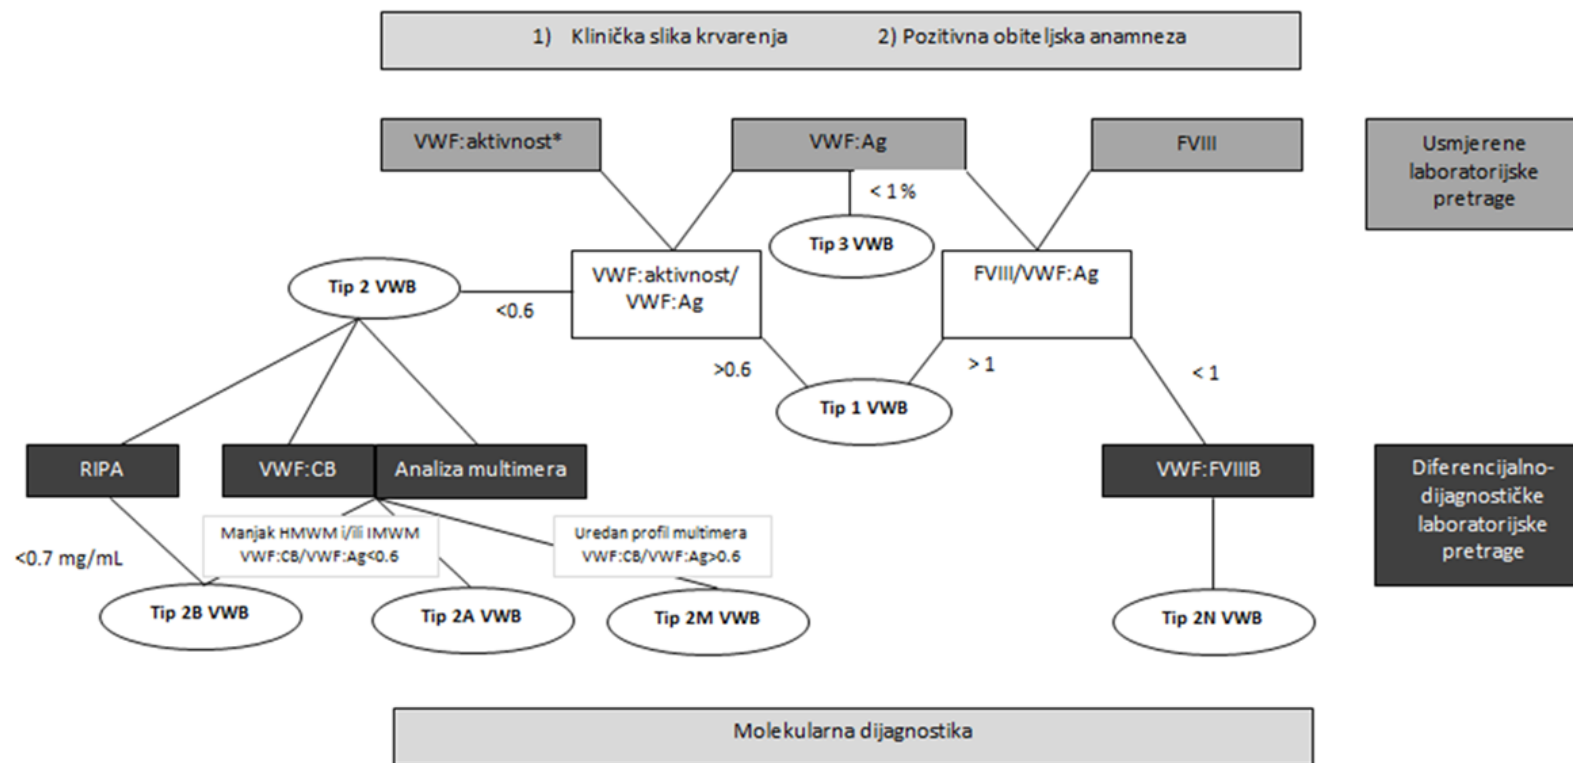 1) Klinička slika krvarenja 2) Pozitivna obiteljska anamneza
VWF:aktivnost*
VWF:Ag
FVIII
Usmjerene
laboratorijske
pretrage
< 1%
Tip 3 VWB
Tip 2 VWB
<0.6
VWF:aktivnost/
VWF:Ag
FVIII/VWF:Ag
>0.6
> 1
< 1
Tip 1 VWB
RIPA
VWF:CB
Analiza multimera
VWF:FVIIIB
Diferencijalno-
dijagnostičke
laboratorijske
pretrage
<0.7 mg/mL
Manjak HMWM i/ili IMWM
VWF:CB/VWF:Ag<0.6
Uredan profil multimera
VWF:CB/VWF:Ag>0.6
Tip 2B VWB
Tip 2A VWB
Tip 2M VWB
Tip 2N VWB
Molekularna dijagnostika